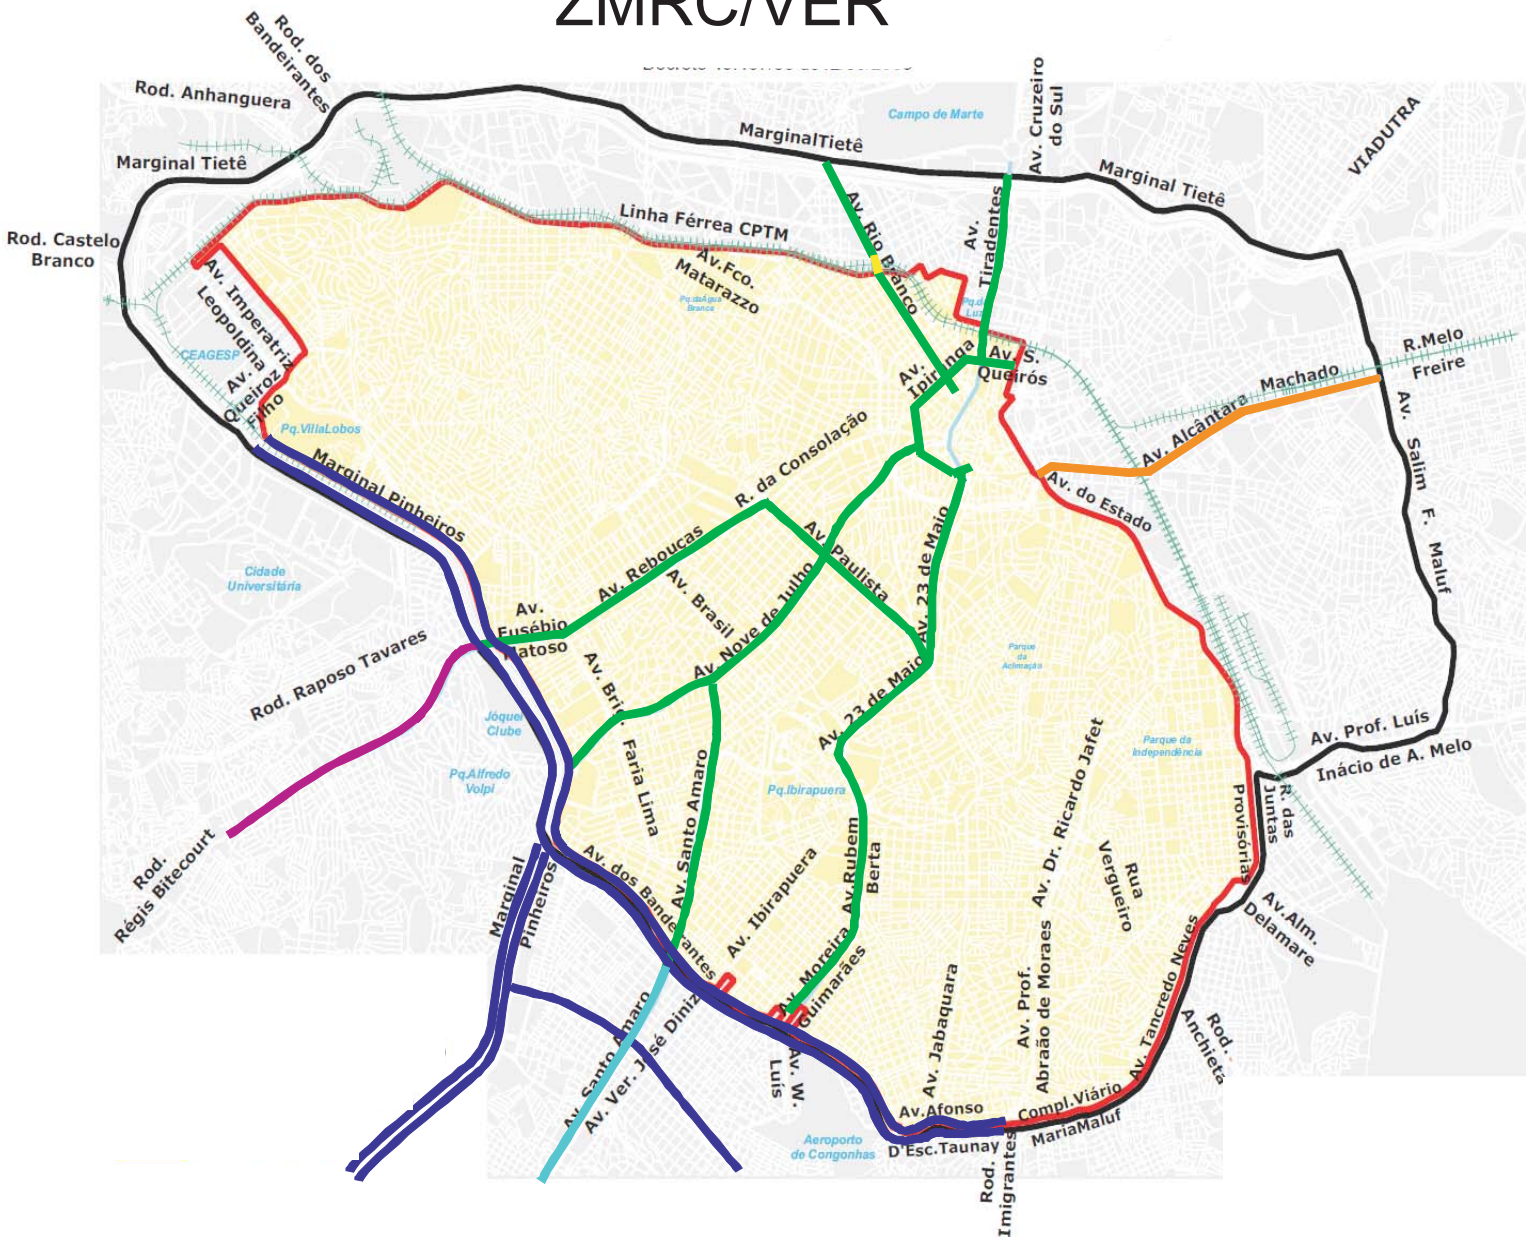 ZMRC/VER
Rod. dos
Bandeirantes
Rod. Anhanguera
Marginal Tietê
Rod. Castelo
Branco
MarginalTietê
Campo de Marte
Av. Cruzeiro
do Sul
Marginal Tietê
VIADUTRA
Linha Férrea CPTM
Av.Fco.
Matarazzo
Pq.daÁgua
Branca
Av. Rio Branco
Av.
Tiradentes
Av. Imperatriz
Leopoldina
CEAGESP
Av.
Queiroz
Filho
Pq.VillaLobos
Av.
Ipiranga
Av. S.
Queirós
R.Melo
Freire
Machado
Av. Alcântara
Av. Salim F. Maluf
Marginal Pinheiros
R. da Consolação
Av. do Estado
Cidade
Universitária
Av. Rebouças
Av. Paulista
Av. 23 de Maio
Av. Brasil
Av. Nove de Julho
Av.
Eusébio
Matoso
Parque
da
Aclimação
Rod. Raposo Tavares
Av. 23 de Maio
Jóquei
Clube
Av. Brig. Faria Lima
Pq.Alfredo
Volpi
Pq.Ibirapuera
Parque da
Independência
Av. Prof. Luís
Inácio de A. Melo
Av. Santo Amaro
Av. Dr. Ricardo Jafet
R. das
Juntas
Provisórias
Rod.
Régis Bitecourt
Marginal
Pinheiros
Av. dos Bandeirantes
Av. Ibirapuera
Av.Rubem
Berta
Rua
Vergueiro
Av.Alm.
Delamare
Av. Moreira
Guimarães
Av. Santo Amaro
Av. Ver. José Diniz
Av. Jabaquara
Av. Prof.
Abraão de Moraes
Av. Tancredo Neves
Rod.
Anchieta
Av. W.
Luís
Av.Afonso
D'Esc.Taunay
Compl.Viário
MariaMaluf
Aeroporto
de Congonhas
Rod.
Imigrantes